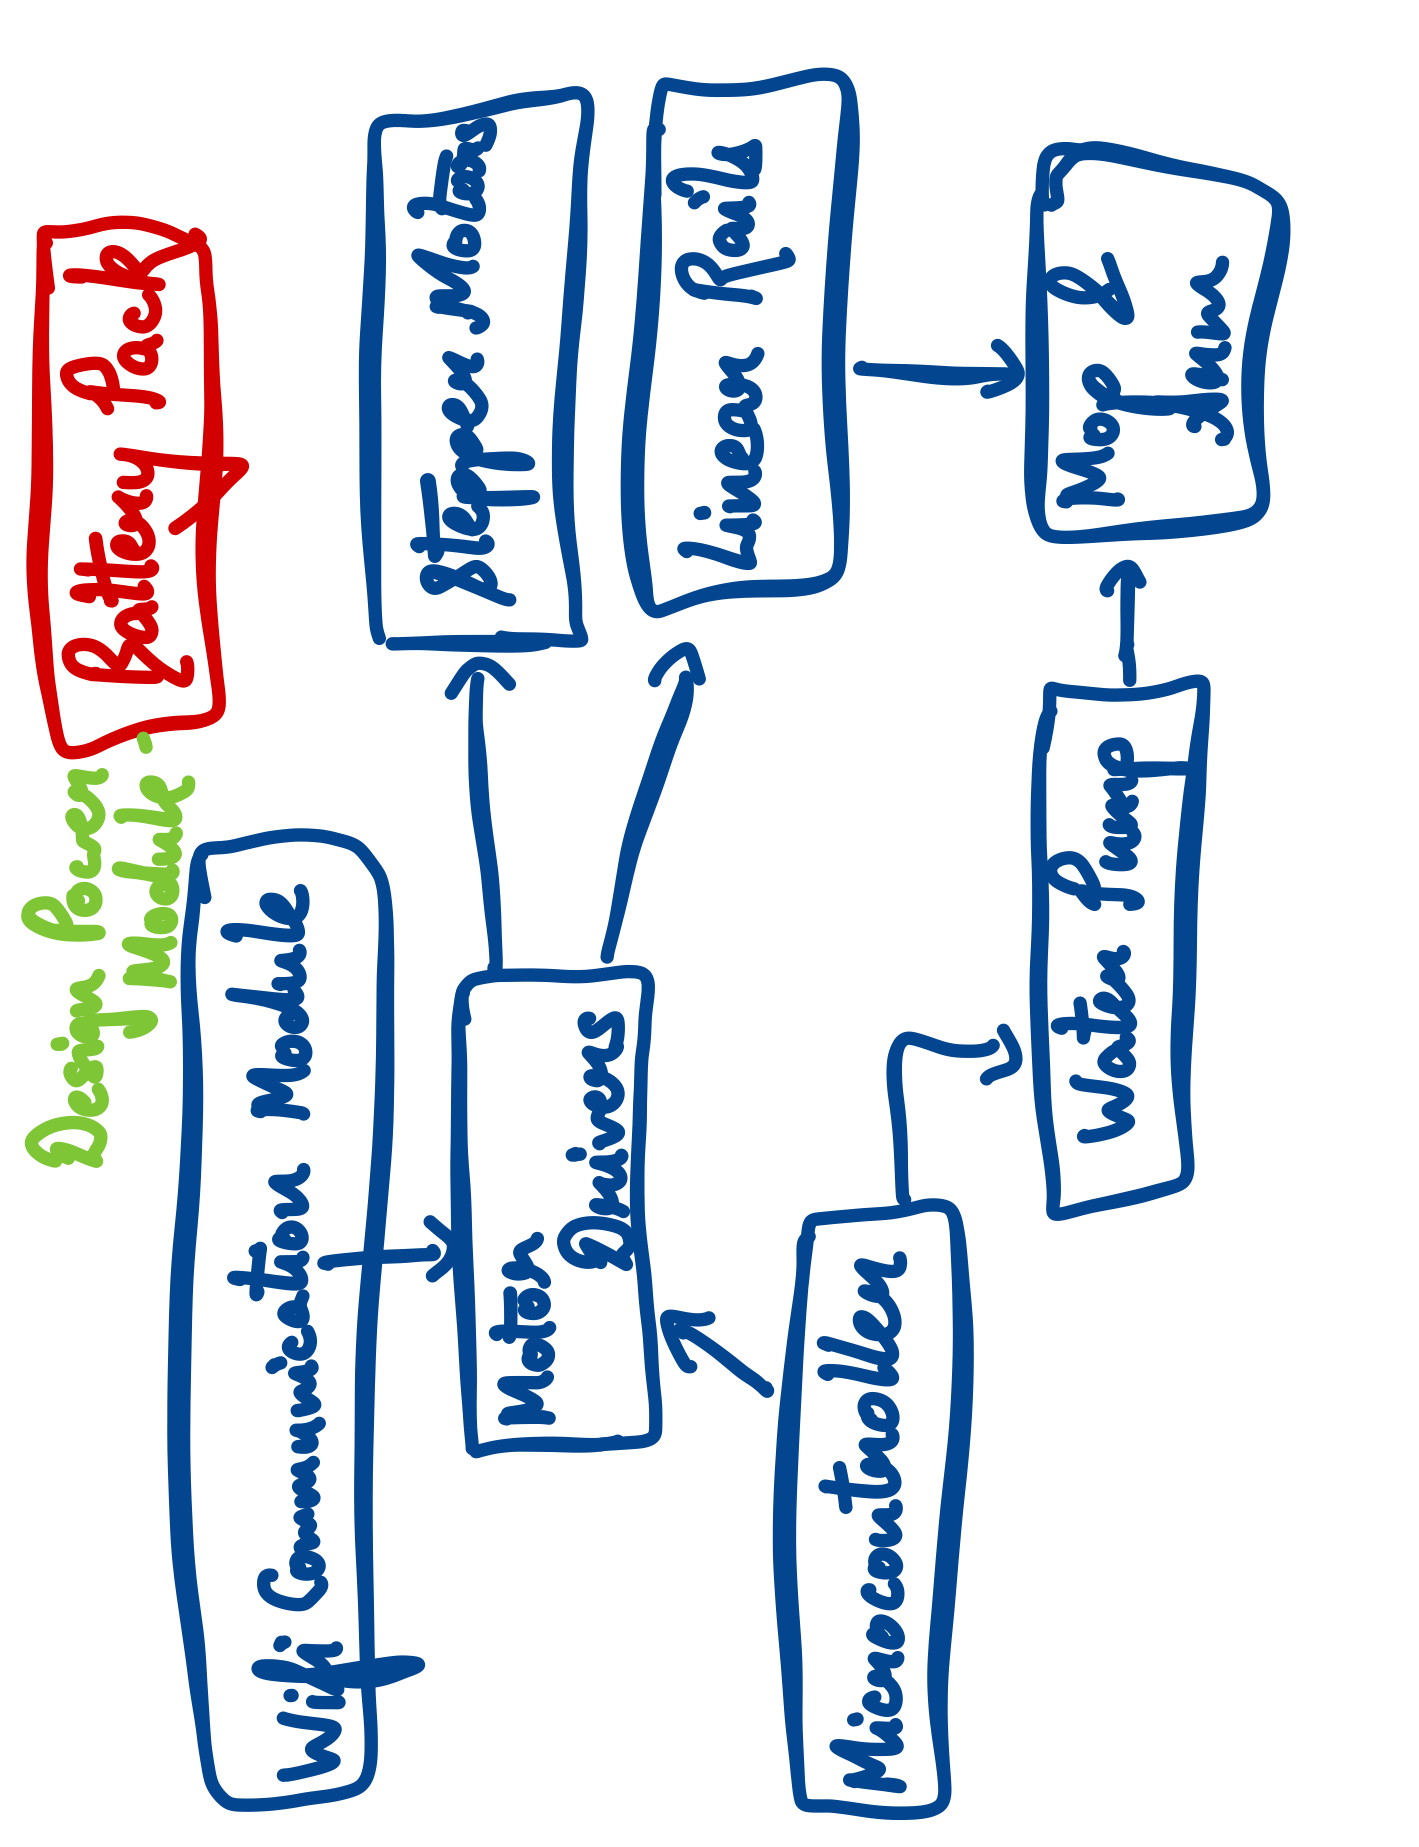 Design Power
Module
Battery Pack
Wifi Communication Module
Motor
Drivers
Stepper Motors
Linear Rails
Microcontroller
Water Pump
Mop &
Arm